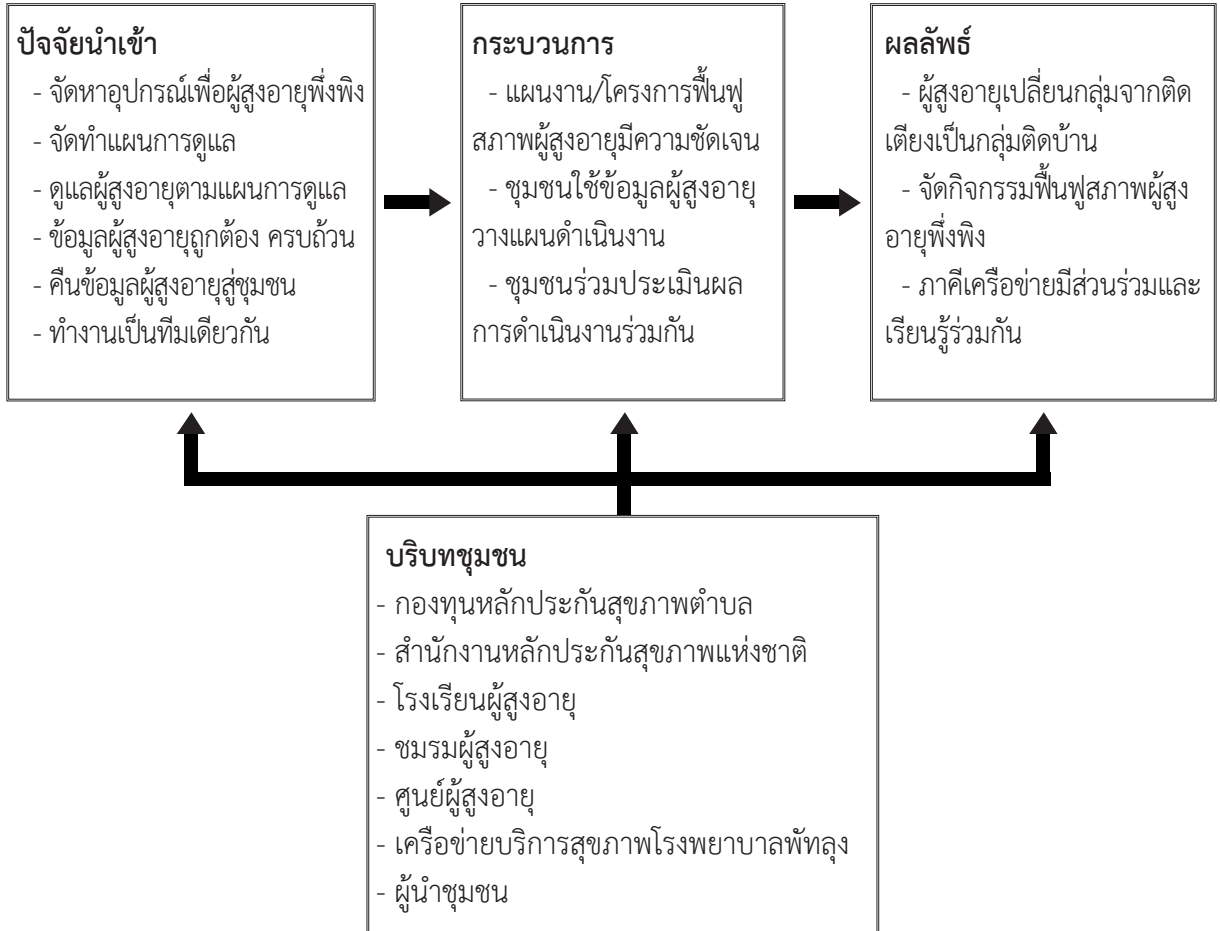 ปัจจัยนำเข้า
- จัดหาอุปกรณ์เพื่อผู้สูงอายุพึ่งพิง
- จัดทำแผนการดูแล
- ดูแลผู้สูงอายุตามแผนการดูแล
- ข้อมูลผู้สูงอายุถูกต้อง ครบถ้วน
- คืนข้อมูลผู้สูงอายุสู่ชุมชน
- ทำงานเป็นทีมเดียวกัน
กระบวนการ
- แผนงาน/โครงการฟื้นฟู
สภาพผู้สูงอายุมีความชัดเจน
- ชุมชนใช้ข้อมูลผู้สูงอายุ
วางแผนดำเนินงาน
- ชุมชนร่วมประเมินผล
การดำเนินงานร่วมกัน
ผลลัพธ์
- ผู้สูงอายุเปลี่ยนกลุ่มจากติด
เตียงเป็นกลุ่มติดบ้าน
- จัดกิจกรรมฟื้นฟูสภาพผู้สูง
อายุพึ่งพิง
- ภาคีเครือข่ายมีส่วนร่วมและ
เรียนรู้ร่วมกัน
บริบทชุมชน
- กองทุนหลักประกันสุขภาพตำบล
- สำนักงานหลักประกันสุขภาพแห่งชาติ
- โรงเรียนผู้สูงอายุ
- ชมรมผู้สูงอายุ
- ศูนย์ผู้สูงอายุ
- เครือข่ายบริการสุขภาพโรงพยาบาลพัทลุง
- ผู้นำชุมชน